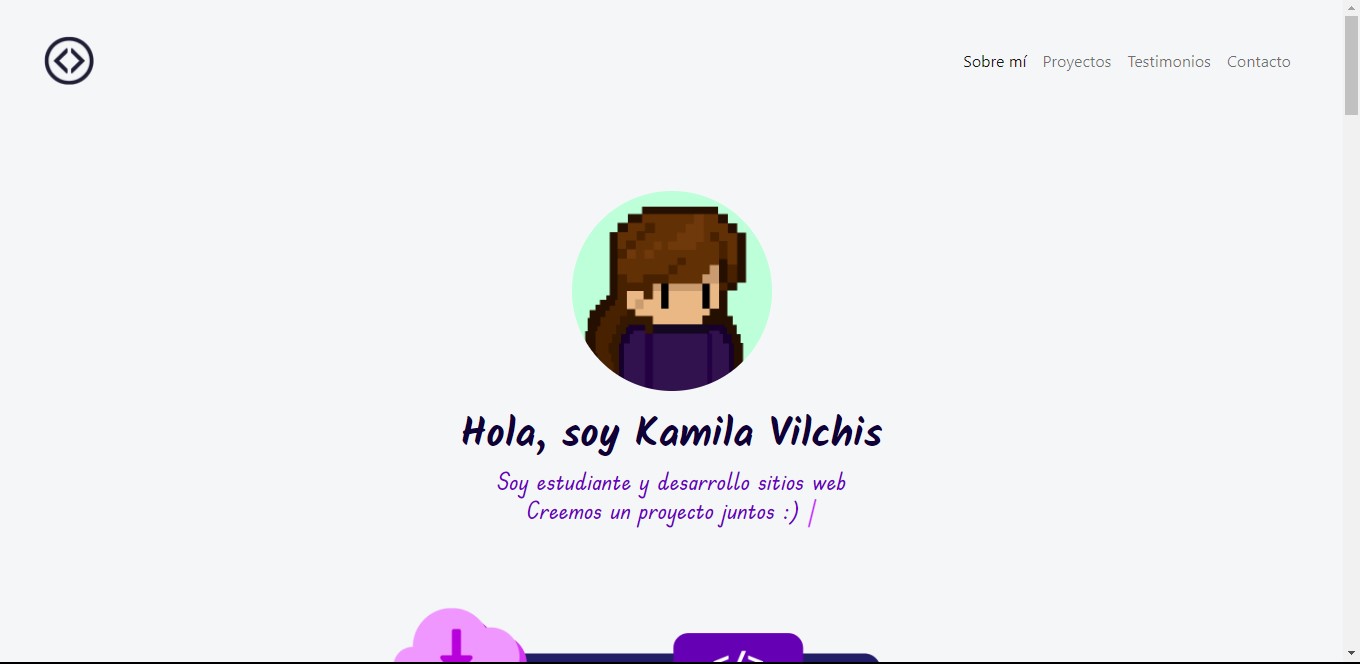 Sobre mí Proyectos Testimonios Contacto
Hola, soy Kamila Vilchis
Soy estudiante y desarrollo sitios web
Creemos un proyecto juntos :) |
</>